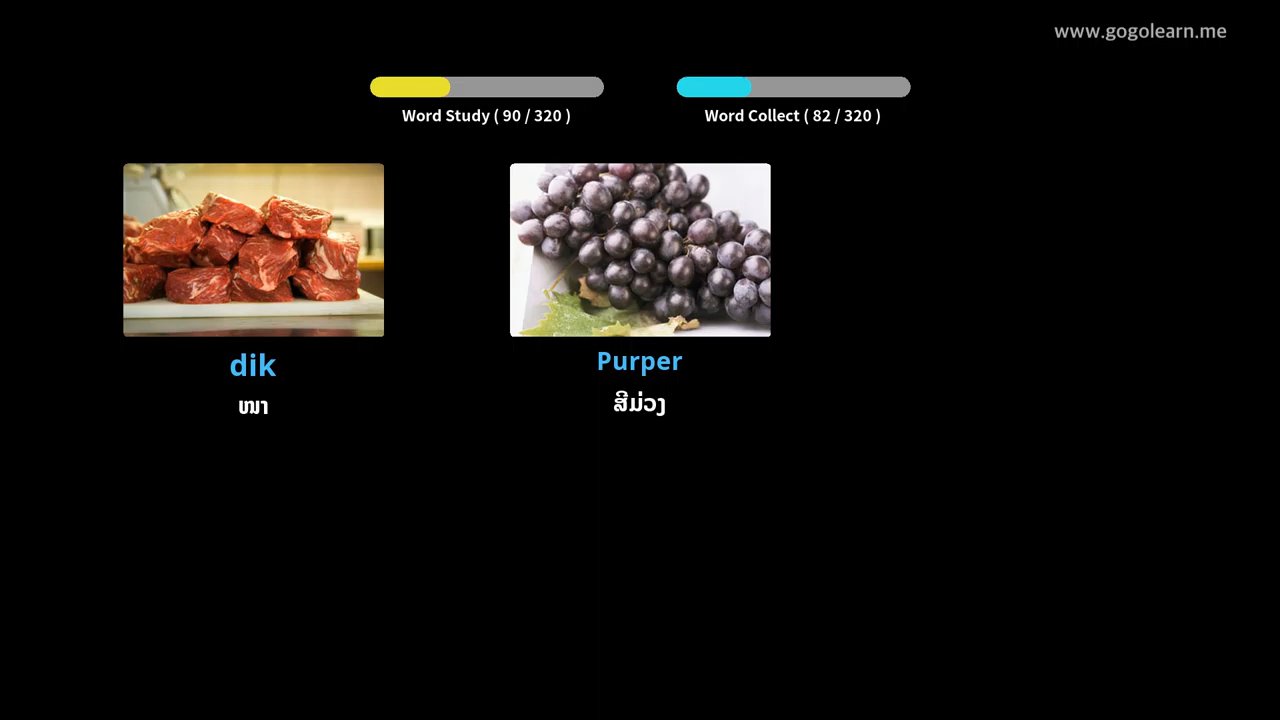 www.gogolearn.me
Word Study ( 90 / 320 )
Word Collect ( 82 / 320 )
dik
ໜາ
Purper
ສີມ່ວງ